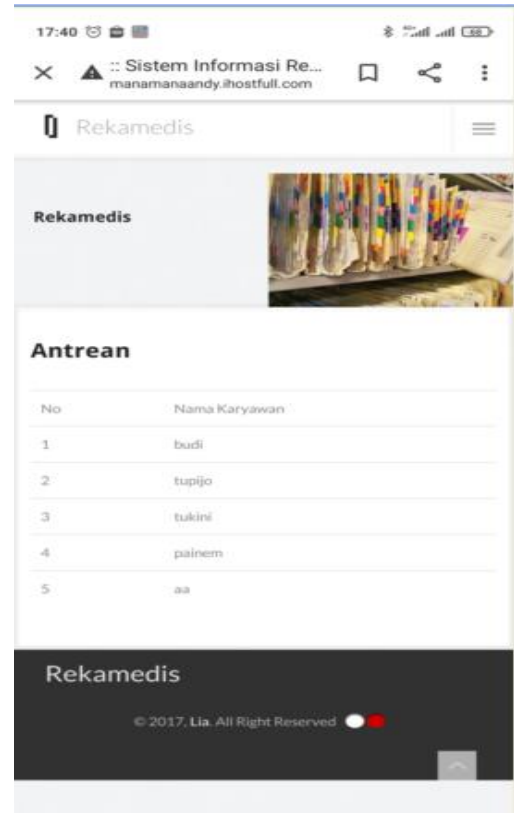 17:40
:: Sistem Informasi Re...
manamanaandy.ihostfull.com
Rekamedis
Rekamedis
Antrean
No Nama Karyawan
1 budi
2 tupijo
3 tukini
4 painem
5 aa
Rekamedis
© 2017, Lia. All Right Reserved